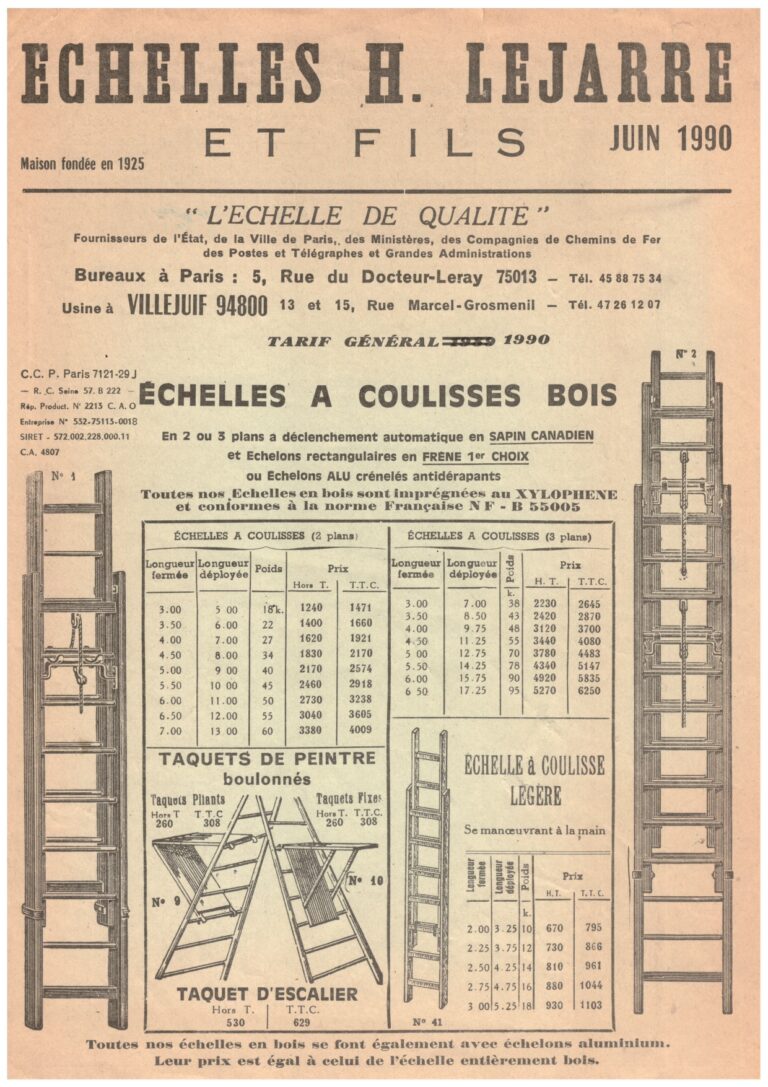 ECHELLES H. LEJARRE
ET FILS
JUIN 1990
Maison fondée en 1925
“ L'ECHELLE DE QUALITE ”
Fournisseurs de l'État, de la Ville de Paris, des Ministères, des Compagnies de Chemins de Fer
des Postes et Télégraphes et Grandes Administrations
Bureaux à Paris : 5, Rue du Docteur-Leray 75013 – Tél. 45 88 75 34
Usine à VILLEJUIF 94800 13 et 15, Rue Marcel-Grosmenil – Tél. 47 26 12 07
TARIF GÉNÉRAL 1990
C.C. P. Paris 7121-29 J
— R. C. Seine 57. B 222 —
Rép. Product. N° 2213 C. A. O
Entreprise N° 532-75113-0018
SIRET - 572.002.228.000.11
C.A. 4807
ÉCHELLES A COULISSES BOIS
En 2 ou 3 plans a déclenchement automatique en SAPIN CANADIEN
et Echelons rectangulaires en FRÊNE 1er CHOIX
ou Echelons ALU crénelés antidérapants
Toutes nos Echelles en bois sont imprégnées au XYLOPHENE
et conformes à la norme Française N F - B 55005
N° 1
N° 2
ÉCHELLES A COULISSES (2 plans)
Longueur fermée Longueur déployée Poids Prix
Hors T. T.T.C.
3.00 5 00 18 k. 1240 1471
3.50 6.00 22 1400 1660
4.00 7.00 27 1620 1921
4.50 8.00 34 1830 2170
5.00 9 00 40 2170 2574
5.50 10 00 45 2460 2918
6.00 11.00 50 2730 3238
6.50 12.00 55 3040 3605
7.00 13 00 60 3380 4009
ÉCHELLES A COULISSES (3 plans)
Longueur fermée Longueur déployée Poids Prix
k. H. T. T.T.C.
3.00 7.00 38 2230 2645
3.50 8.50 43 2420 2870
4.00 9.75 48 3120 3700
4.50 11.25 55 3440 4080
5 00 12.75 70 3780 4483
5.50 14.25 78 4340 5147
6.00 15.75 90 4920 5835
6 50 17.25 95 5270 6250
TAQUETS DE PEINTRE
boulonnés
Taquets Pliants
Hors T T.T.C
260 308
Taquets Fixes
Hors T. T.T.C.
260 308
N° 9
N° 10
TAQUET D'ESCALIER
Hors T. T.T.C.
530 629
ÉCHELLE à COULISSE
LÉGÈRE
Se manœuvrant à la main
Longueur fermée Longueur déployée Poids Prix
k. H.T. T.T.C.
2.00 3 25 10 670 795
2.25 3.75 12 730 866
2.50 4.25 14 810 961
2.75 4.75 16 880 1044
3 00 5.25 18 930 1103
N° 41
Toutes nos échelles en bois se font également avec échelons aluminium.
Leur prix est égal à celui de l'échelle entièrement bois.